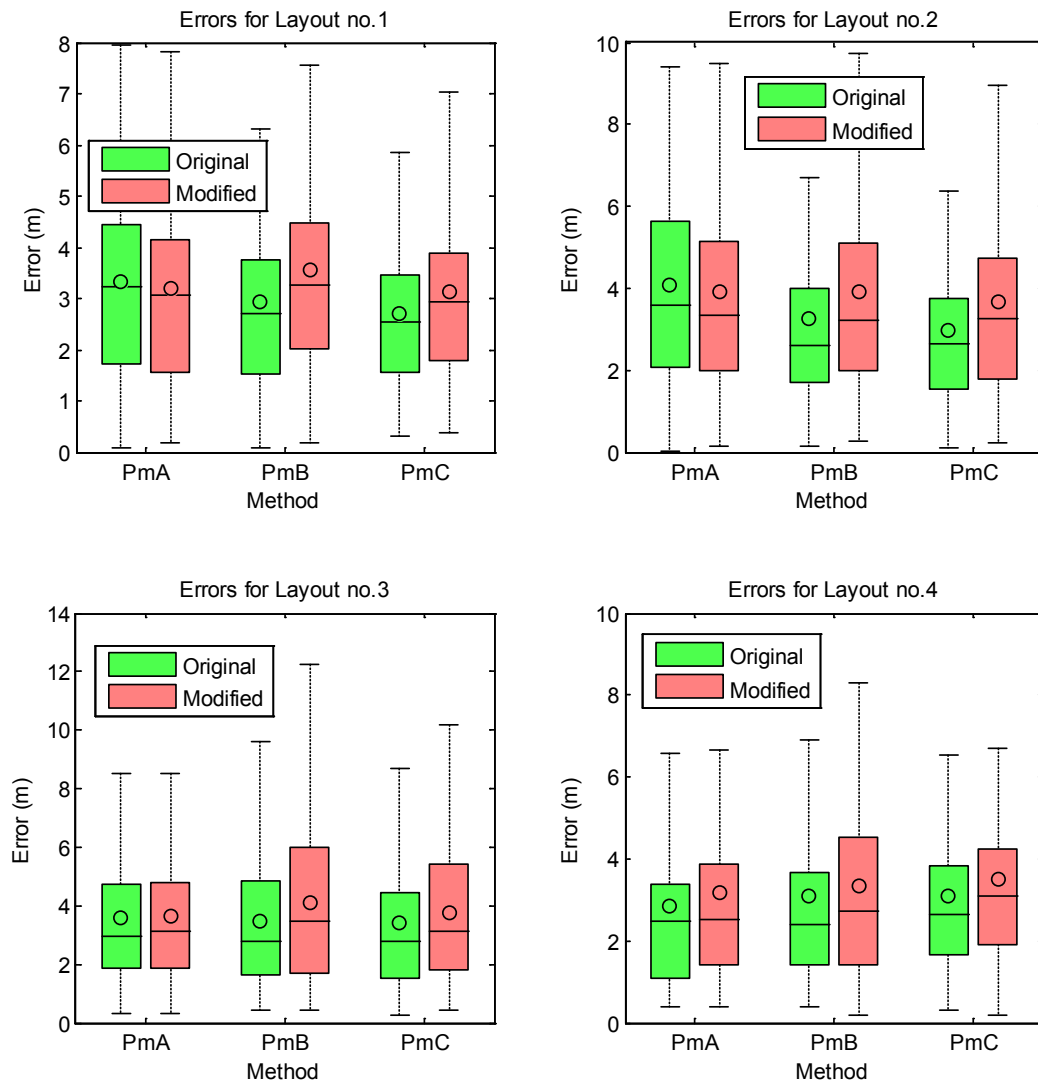 Errors for Layout no.1
8
7
6
5
4
3
2
1
0
Error (m)
Original
Modified
PmA
PmB
PmC
Method
Errors for Layout no.2
10
8
6
4
2
0
Error (m)
Original
Modified
PmA
PmB
PmC
Method
Errors for Layout no.3
14
12
10
8
6
4
2
0
Error (m)
Original
Modified
PmA
PmB
PmC
Method
Errors for Layout no.4
10
8
6
4
2
0
Error (m)
Original
Modified
PmA
PmB
PmC
Method